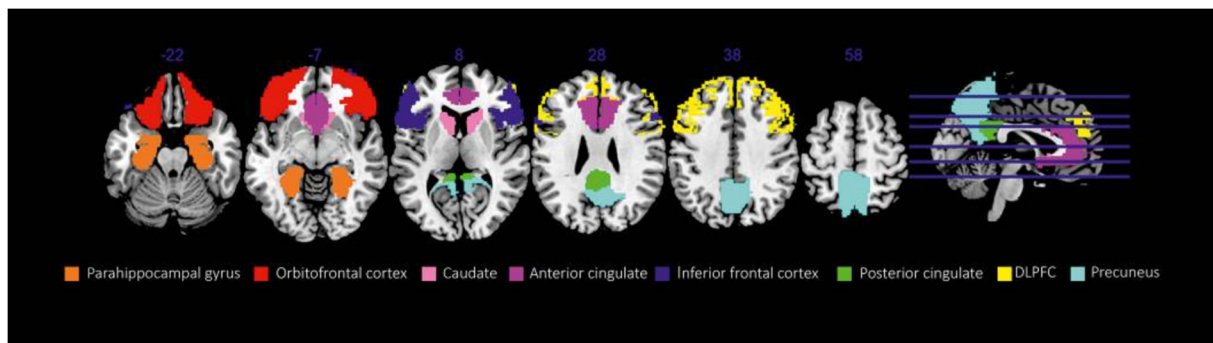 -22 -7 8 28 38 58
Parahippocampal gyrus Orbitofrontal cortex Caudate Anterior cingulate Inferior frontal cortex Posterior cingulate DLPFC Precuneus